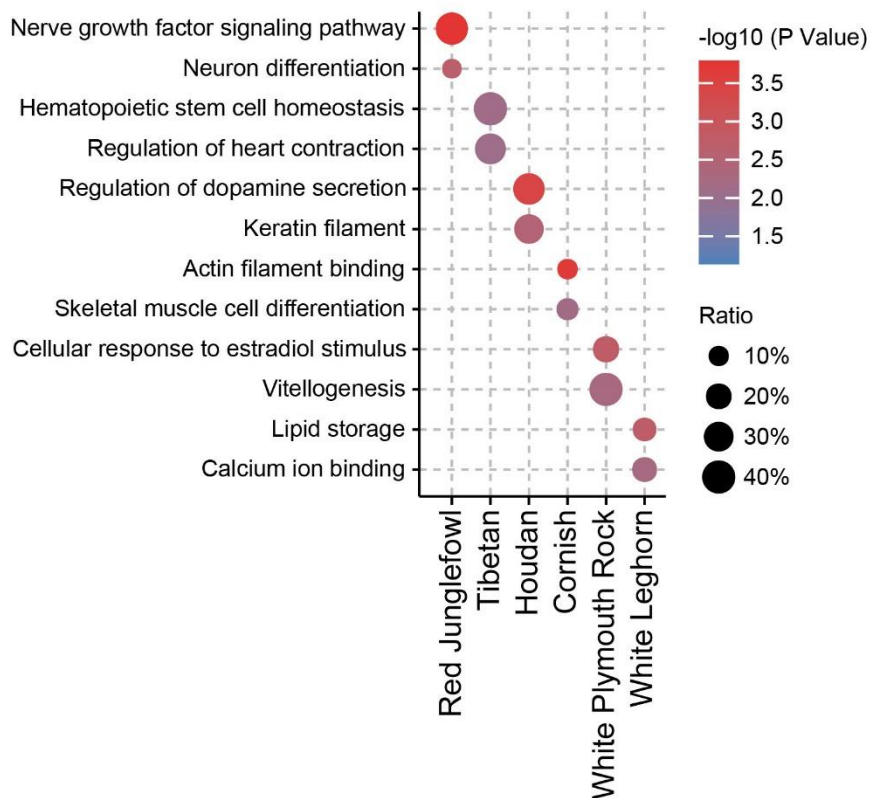 Nerve growth factor signaling pathway
Neuron differentiation
Hematopoietic stem cell homeostasis
Regulation of heart contraction
Regulation of dopamine secretion
Keratin filament
Actin filament binding
Skeletal muscle cell differentiation
Cellular response to estradiol stimulus
Vitellogenesis
Lipid storage
Calcium ion binding
Red Junglefowl
Tibetan
Houdan
Cornish
White Plymouth Rock
White Leghorn
-log10 (P Value)
3.5
3.0
2.5
2.0
1.5
Ratio
10%
20%
30%
40%